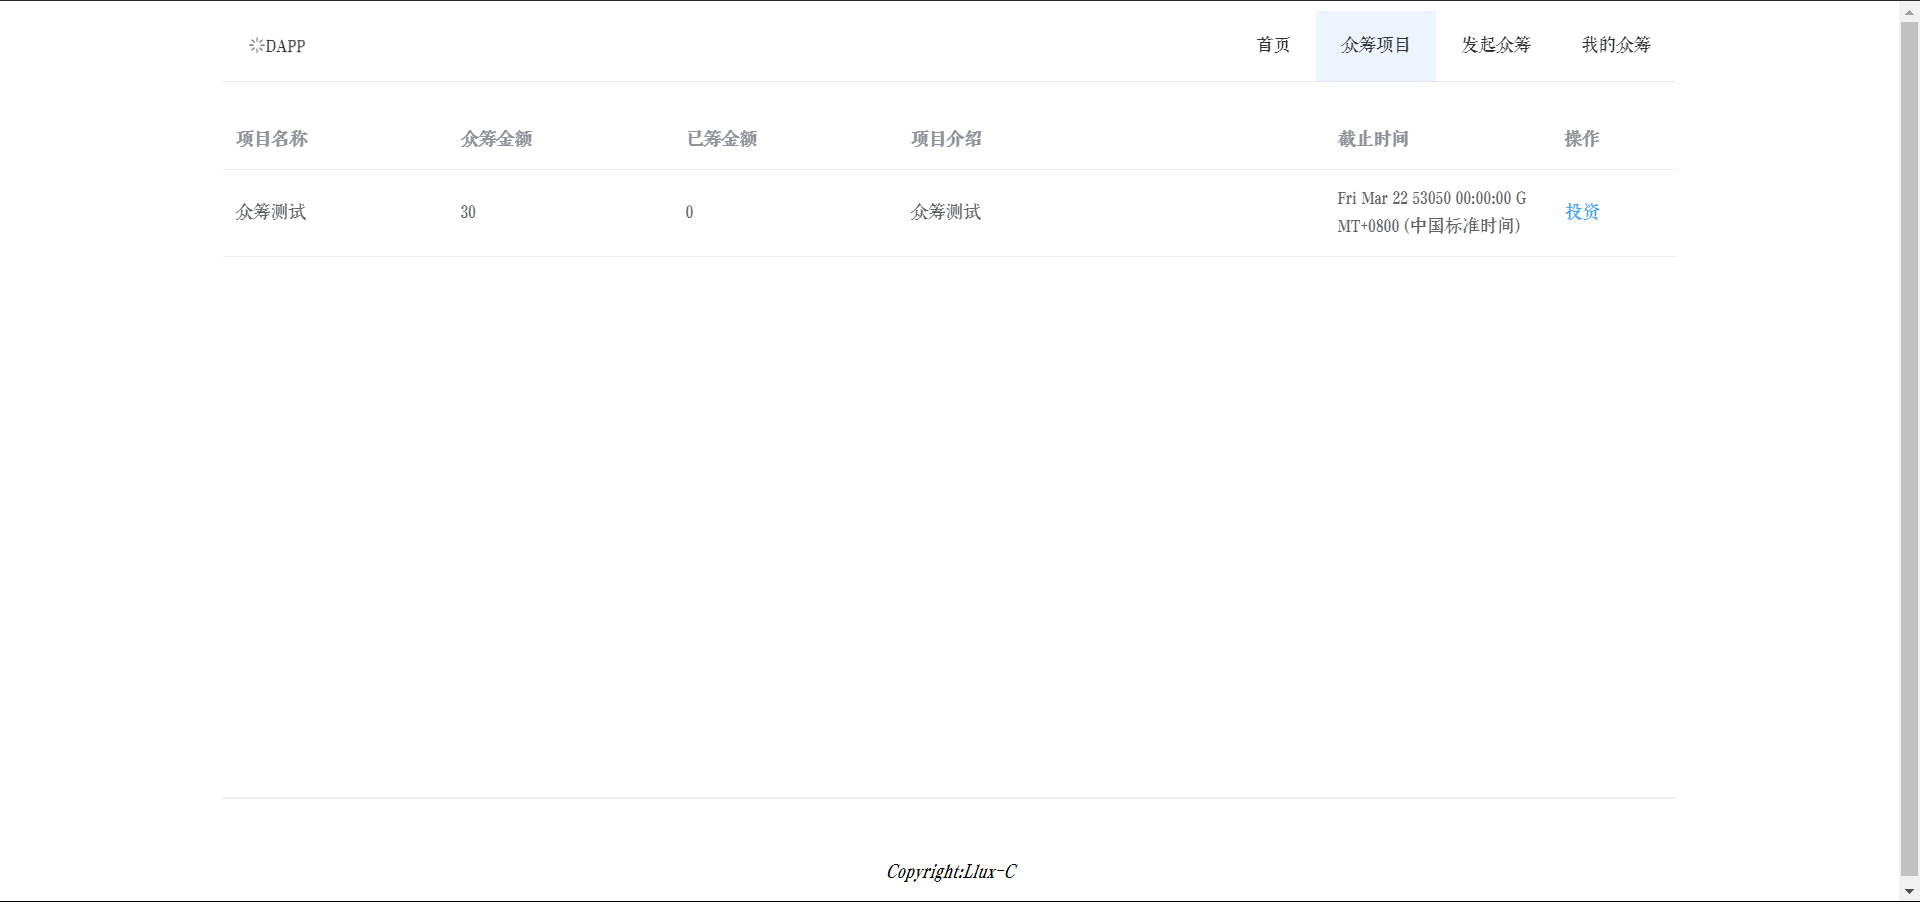 DAPP
首页
众筹项目
发起众筹
我的众筹
项目名称
众筹金额
已筹金额
项目介绍
截止时间
操作
众筹测试
30
0
众筹测试
Fri Mar 22 53050 00:00:00 G
MT+0800 (中国标准时间)
投资
Copyright:Llux-C